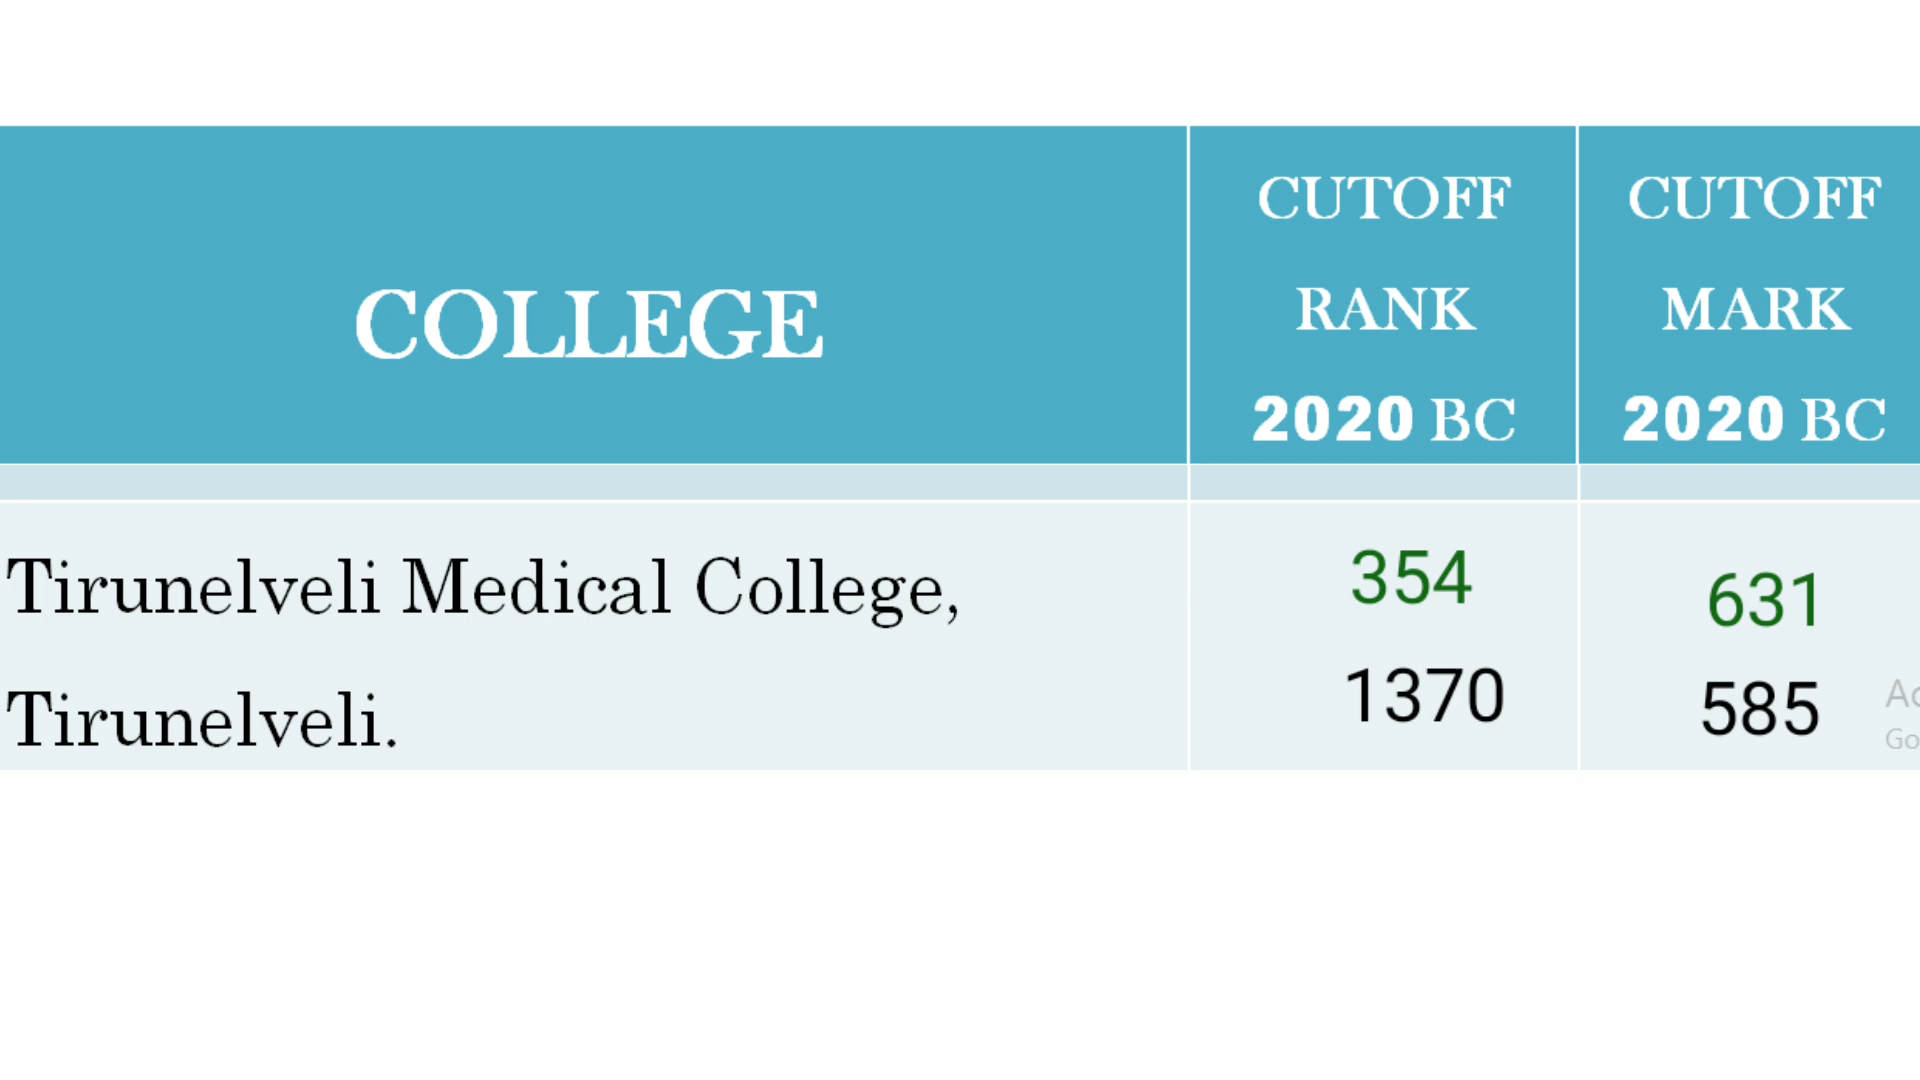 COLLEGE
CUTOFF
RANK
2020 BC
CUTOFF
MARK
2020 BC
Tirunelveli Medical College,
Tirunelveli.
354
1370
631
585